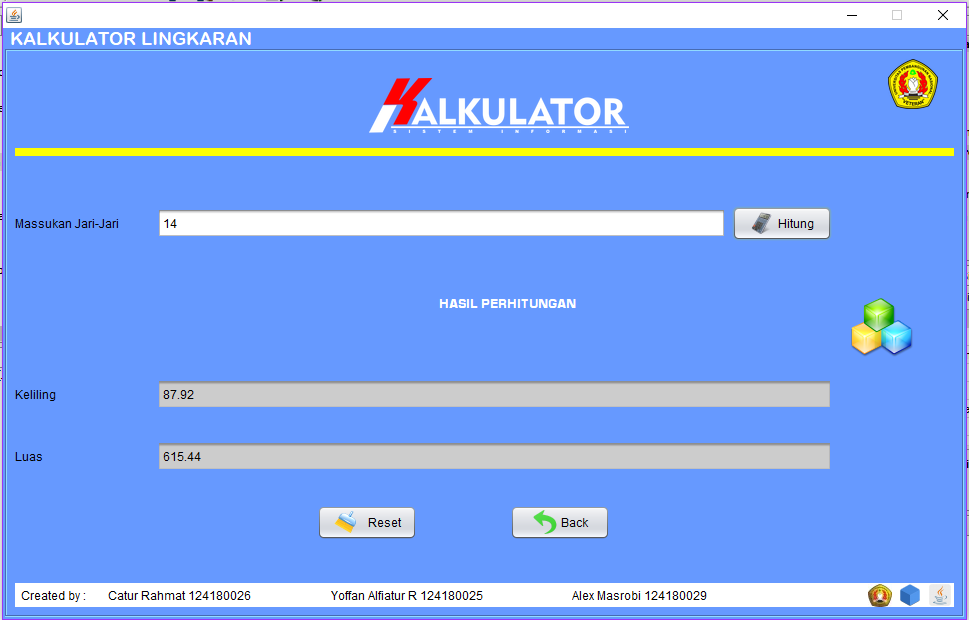 KALKULATOR LINGKARAN
KALKULATOR
SISTEM INFORMASI
Massukan Jari-Jari 14 Hitung
HASIL PERHITUNGAN
Keliling 87.92
Luas 615.44
Reset Back
Created by : Catur Rahmat 124180026 Yoffan Alfiatur R 124180025 Alex Masrobi 124180029